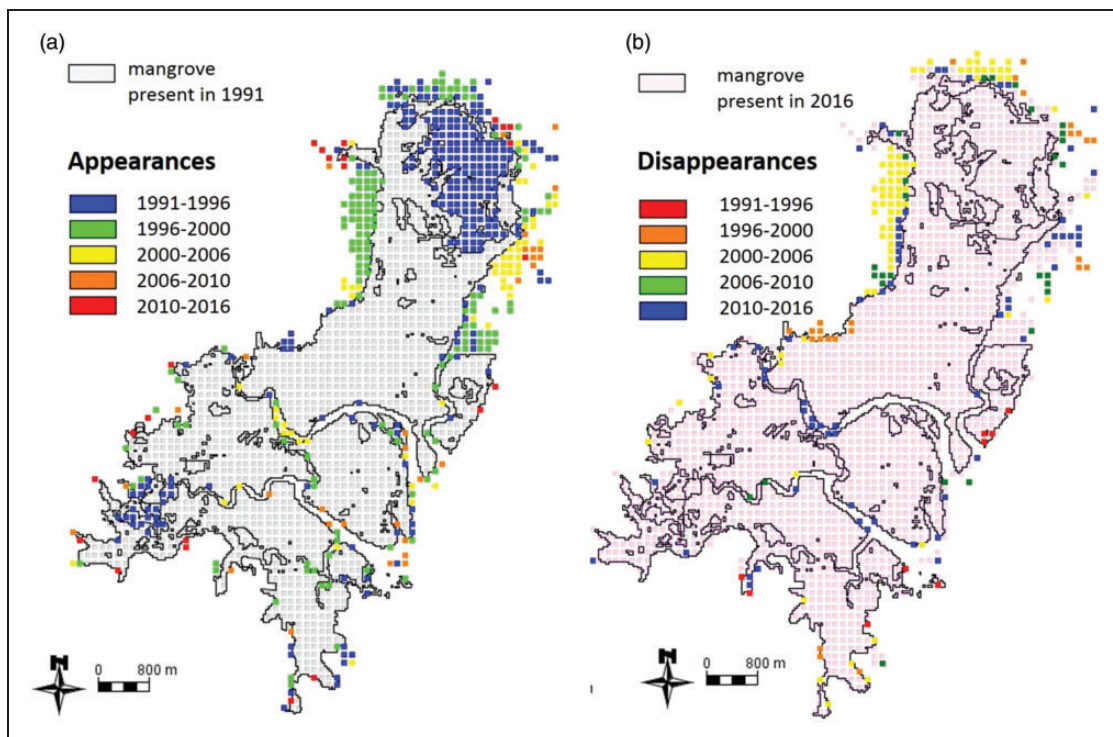 (a)
mangrove
present in 1991
Appearances
1991-1996
1996-2000
2000-2006
2006-2010
2010-2016
N
0 800 m
(b)
mangrove
present in 2016
Disappearances
1991-1996
1996-2000
2000-2006
2006-2010
2010-2016
N
0 800 m